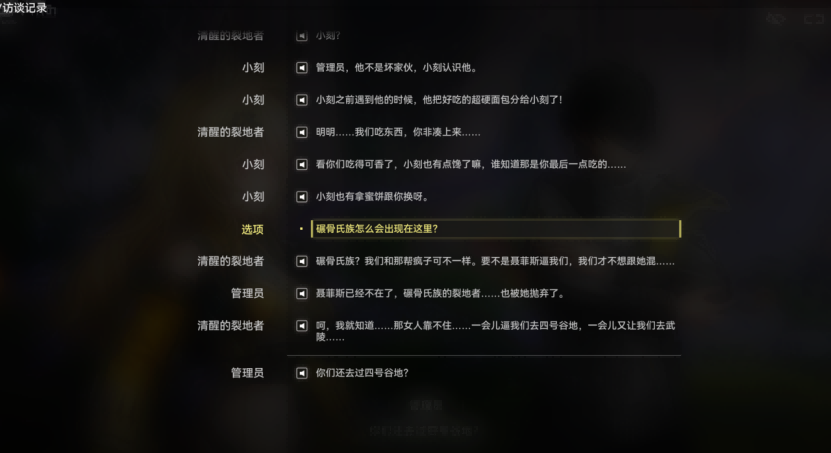 访谈记录
清醒的裂地者 小刻？
小刻 管理员，他不是坏家伙，小刻认识他。
小刻 小刻之前遇到他的时候，他把好吃的超硬面包分给小刻了！
清醒的裂地者 明明……我们吃东西，你非凑上来……
小刻 看你们吃得可香了，小刻也有点馋了嘛，谁知道那是你最后一点吃的……
小刻 小刻也有拿蜜饼跟你换呀。
选项 · 碾骨氏族怎么会出现在这里？
清醒的裂地者 碾骨氏族？我们和那帮疯子可不一样。要不是聂菲斯逼我们，我们才不想跟她混……
管理员 聂菲斯已经不在了，碾骨氏族的裂地者……也被她抛弃了。
清醒的裂地者 呵，我就知道……那女人靠不住……一会儿逼我们去四号谷地，一会儿又让我们去武
陵……
管理员 你们还去过四号谷地？
管理员
你们还去过四号谷地？